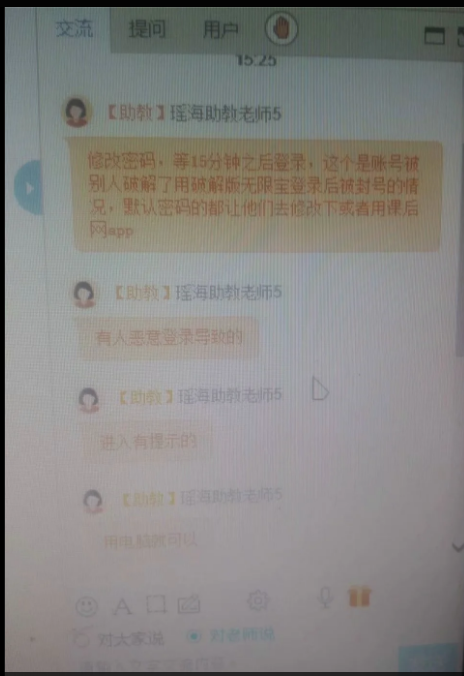 交流 提问 用户
15:25
【助教】瑶海助教老师5
修改密码，等15分钟之后登录，这个是账号被
别人破解了用破解版无限宝登录后被封号的情
况，默认密码的都让他们去修改下或者用课后
网app
【助教】瑶海助教老师5
有人恶意登录导致的
【助教】瑶海助教老师5
进入有提示的
【助教】瑶海助教老师5
用电脑就可以
A
对大家说 对老师说